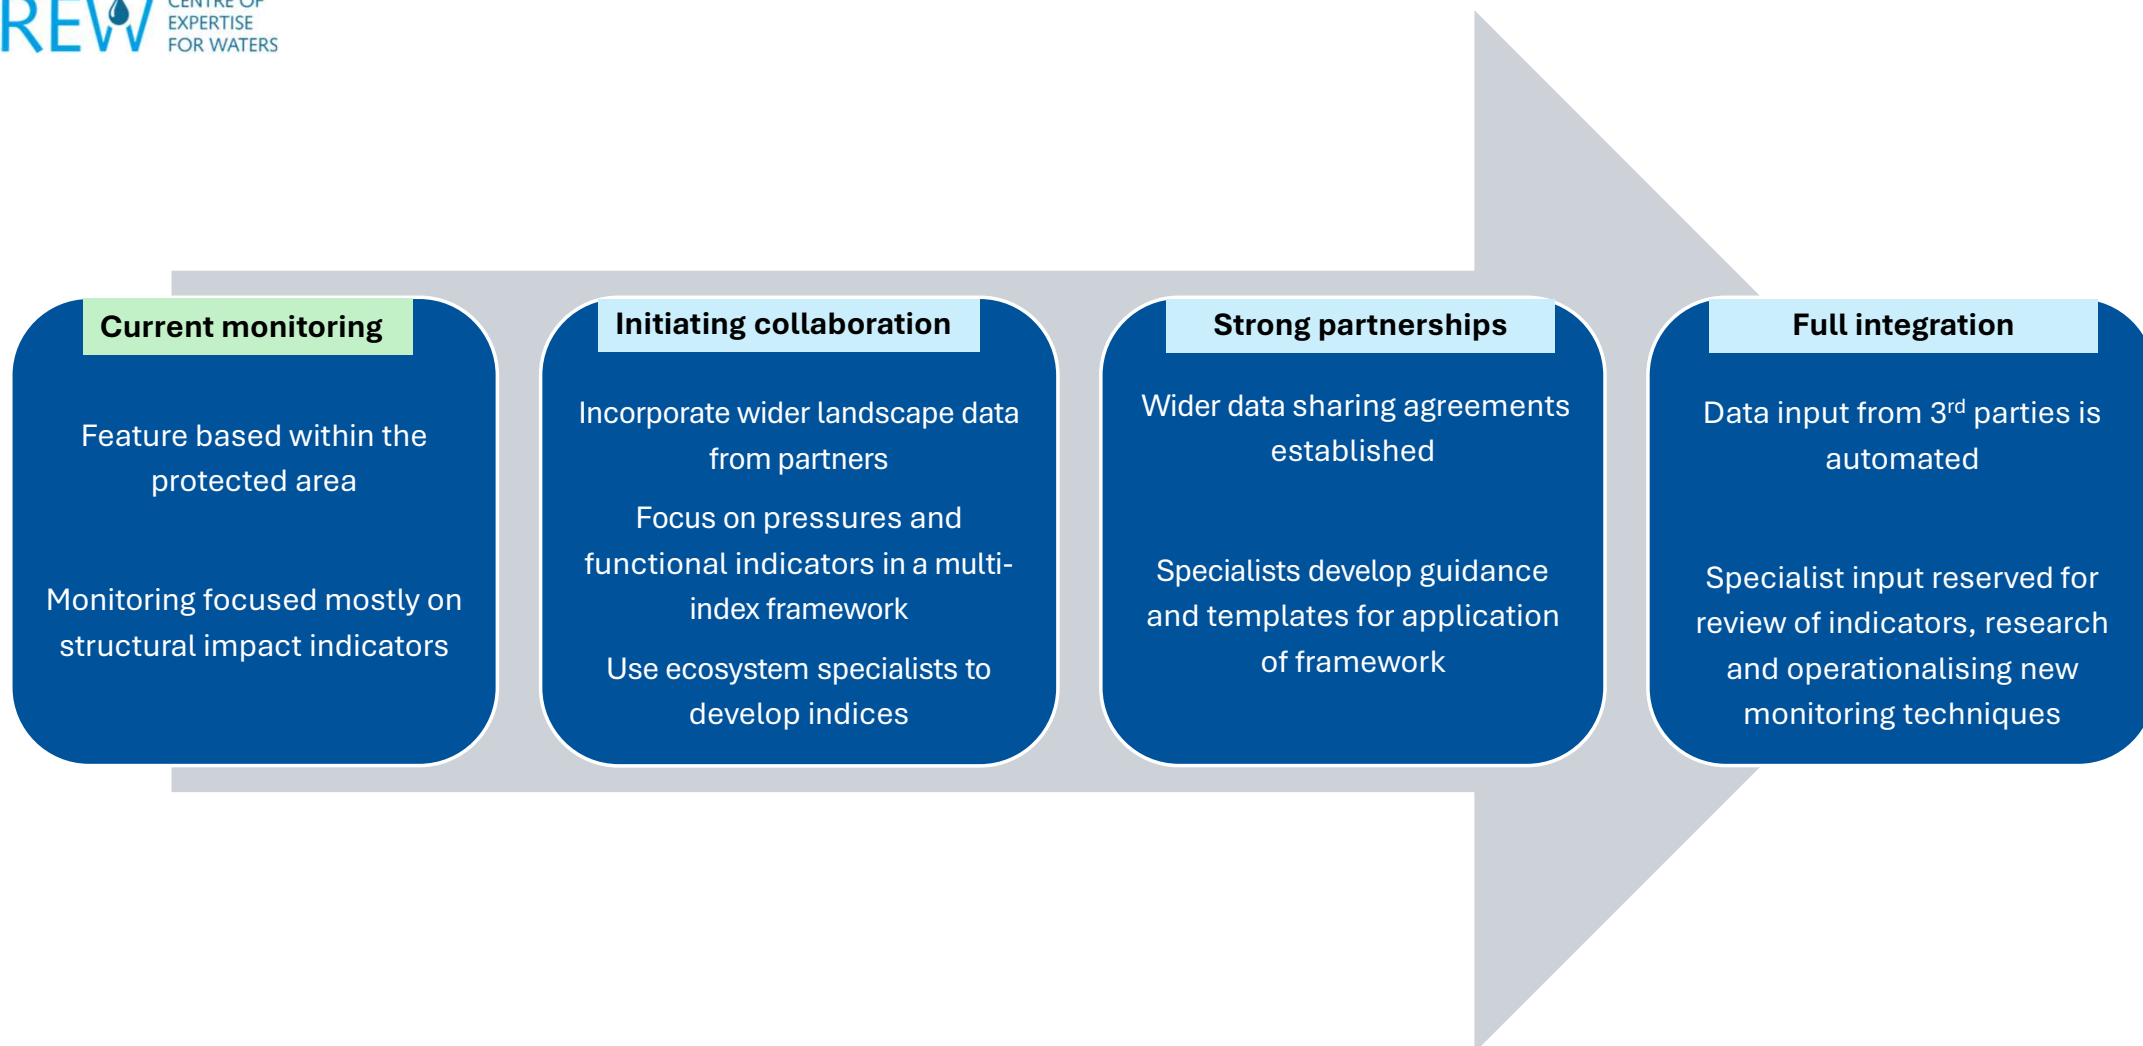 REW
CENTRE OF
EXPERTISE
FOR WATERS
Current monitoring
Feature based within the
protected area
Monitoring focused mostly on
structural impact indicators
Initiating collaboration
Incorporate wider landscape data
from partners
Focus on pressures and
functional indicators in a multi-
index framework
Use ecosystem specialists to
develop indices
Strong partnerships
Wider data sharing agreements
established
Specialists develop guidance
and templates for application
of framework
Full integration
Data input from 3rd parties is
automated
Specialist input reserved for
review of indicators, research
and operationalising new
monitoring techniques